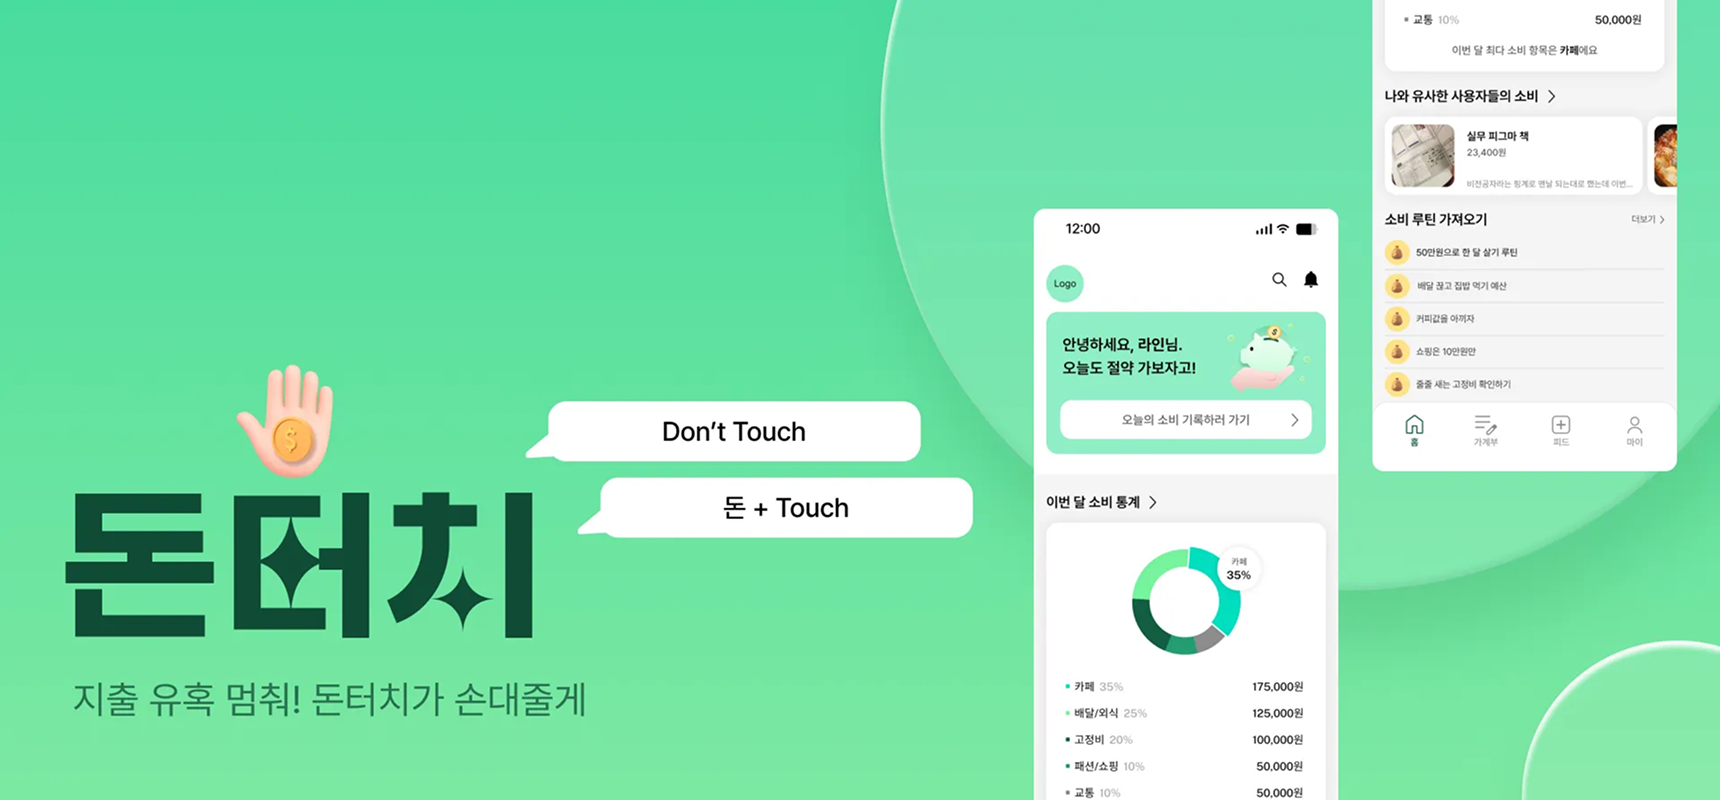 돈터치
지출 유혹 멈춰! 돈터치가 손대줄게
Don't Touch
돈 + Touch
12:00
Logo
안녕하세요, 라인님.
오늘도 절약 가보자고!
오늘의 소비 기록하러 가기
이번 달 소비 통계
카페
35%
카페 35% 175,000원
배달/외식 25% 125,000원
고정비 20% 100,000원
패션/쇼핑 10% 50,000원
교통 10% 50,000원
교통 10% 50,000원
이번 달 최다 소비 항목은 카페에요
나와 유사한 사용자들의 소비
실무 피그마 책
23,400원
비전공자라는 핑계로 맨날 되는대로 했는데 이번...
소비 루틴 가져오기 더보기
50만원으로 한 달 살기 루틴
배달 끊고 집밥 먹기 예산
커피값을 아끼자
쇼핑은 10만원만
줄줄 새는 고정비 확인하기
홈 가계부 피드 마이